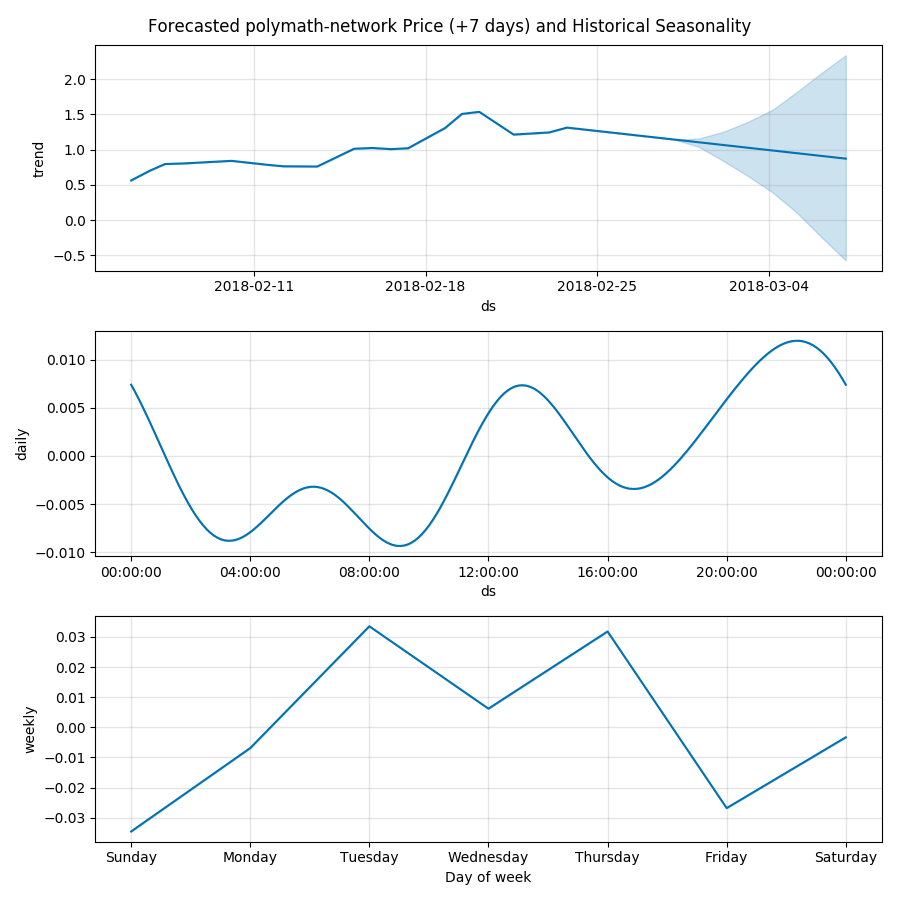 Forecasted polymath-network Price (+7 days) and Historical Seasonality
2.0
1.5
1.0
0.5
0.0
−0.5
trend
2018-02-11 2018-02-18 2018-02-25 2018-03-04
ds
0.010
0.005
0.000
−0.005
−0.010
daily
00:00:00 04:00:00 08:00:00 12:00:00 16:00:00 20:00:00 00:00:00
ds
0.03
0.02
0.01
0.00
−0.01
−0.02
−0.03
weekly
Sunday Monday Tuesday Wednesday Thursday Friday Saturday
Day of week